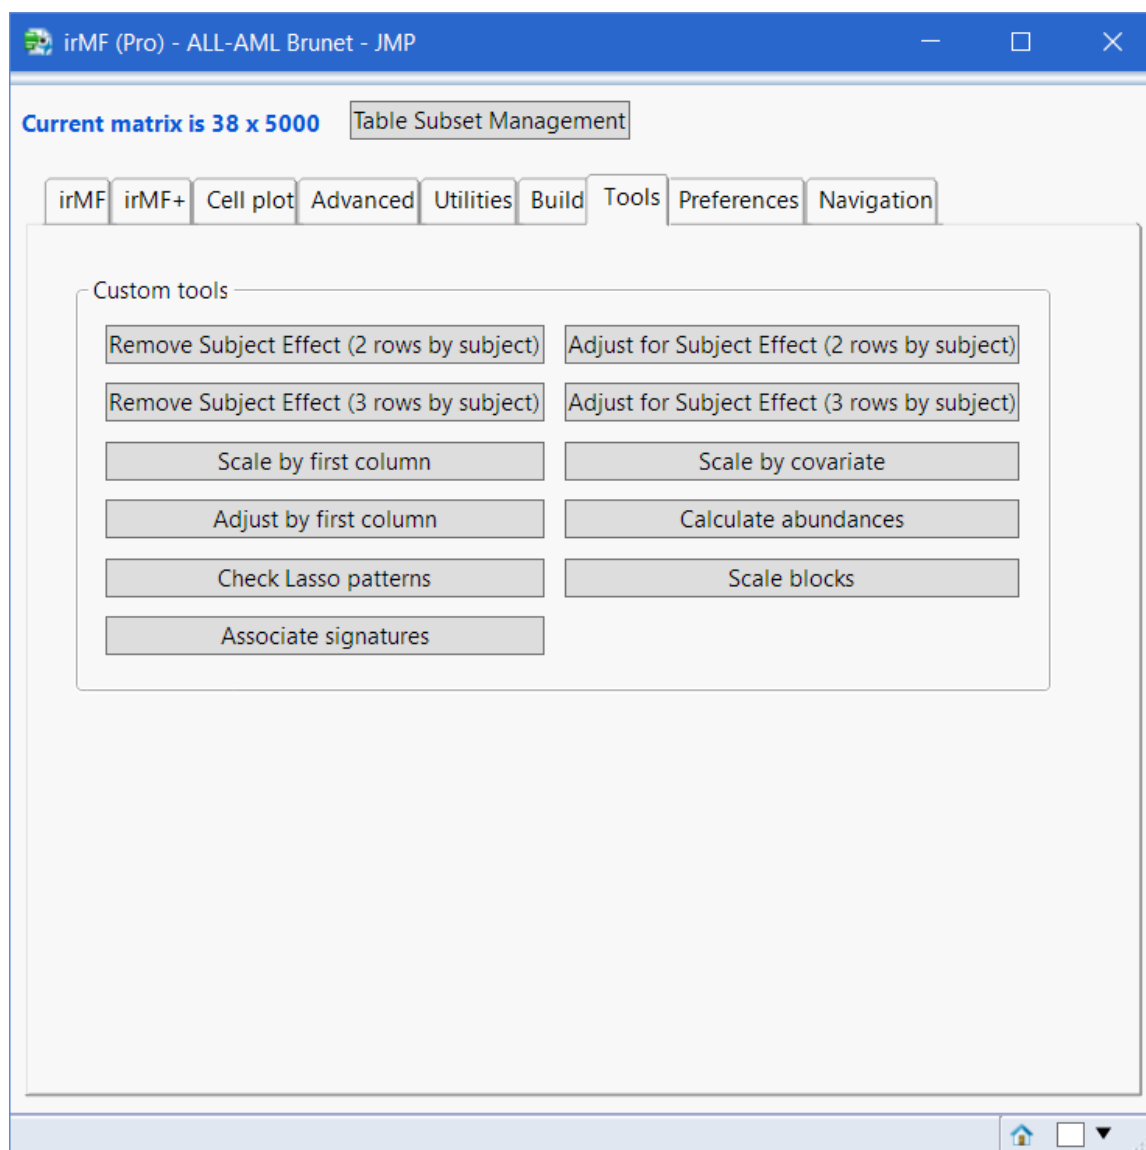 irMF (Pro) - ALL-AML Brunet - JMP
Current matrix is 38 x 5000 Table Subset Management
irMF irMF+ Cell plot Advanced Utilities Build Tools Preferences Navigation
Custom tools
Remove Subject Effect (2 rows by subject) Adjust for Subject Effect (2 rows by subject)
Remove Subject Effect (3 rows by subject) Adjust for Subject Effect (3 rows by subject)
Scale by first column Scale by covariate
Adjust by first column Calculate abundances
Check Lasso patterns Scale blocks
Associate signatures